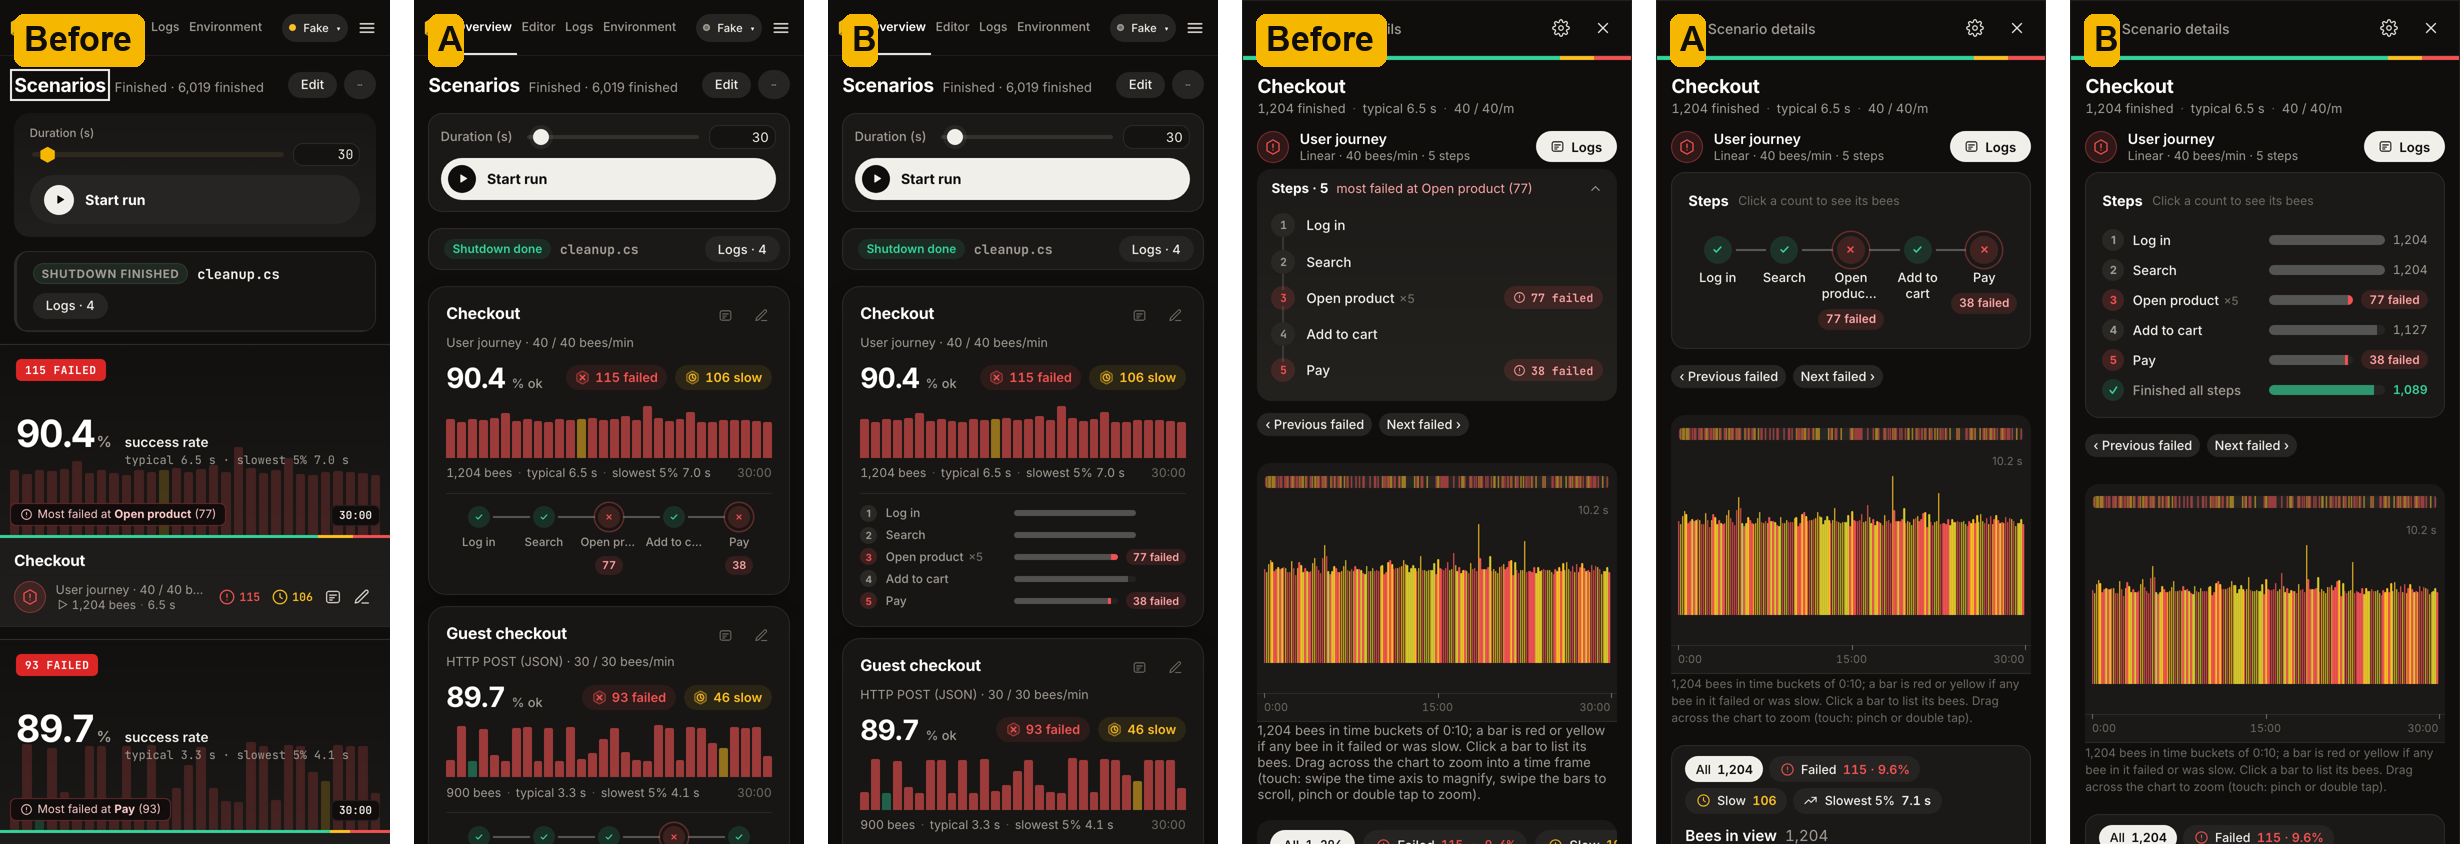 Before
Logs Environment
Fake
Scenarios Finished · 6,019 finished Edit
Duration (s)
30
Start run
SHUTDOWN FINISHED cleanup.cs
Logs · 4
115 FAILED
90.4% success rate
typical 6.5 s · slowest 5% 7.0 s
Most failed at Open product (77) 30:00
Checkout
User journey · 40 / 40 b... 115 106
1,204 bees · 6.5 s
93 FAILED
89.7% success rate
typical 3.3 s · slowest 5% 4.1 s
Most failed at Pay (93) 30:00
A
verview Editor Logs Environment Fake
Scenarios Finished · 6,019 finished Edit
Duration (s) 30
Start run
Shutdown done cleanup.cs Logs · 4
Checkout
User journey · 40 / 40 bees/min
90.4 % ok 115 failed 106 slow
1,204 bees · typical 6.5 s · slowest 5% 7.0 s 30:00
Log in Search Open pr... Add to c... Pay
77 38
Guest checkout
HTTP POST (JSON) · 30 / 30 bees/min
89.7 % ok 93 failed 46 slow
900 bees · typical 3.3 s · slowest 5% 4.1 s 30:00
B
verview Editor Logs Environment Fake
Scenarios Finished · 6,019 finished Edit
Duration (s) 30
Start run
Shutdown done cleanup.cs Logs · 4
Checkout
User journey · 40 / 40 bees/min
90.4 % ok 115 failed 106 slow
1,204 bees · typical 6.5 s · slowest 5% 7.0 s 30:00
1 Log in
2 Search
3 Open product ×5 77 failed
4 Add to cart
5 Pay 38 failed
Guest checkout
HTTP POST (JSON) · 30 / 30 bees/min
89.7 % ok 93 failed 46 slow
900 bees · typical 3.3 s · slowest 5% 4.1 s 30:00
Before
ils
Checkout
1,204 finished · typical 6.5 s · 40 / 40/m
User journey
Linear · 40 bees/min · 5 steps
Logs
Steps · 5 most failed at Open product (77)
1 Log in
2 Search
3 Open product ×5 77 failed
4 Add to cart
5 Pay 38 failed
‹ Previous failed Next failed ›
10.2 s
0:00 15:00 30:00
1,204 bees in time buckets of 0:10; a bar is red or yellow
if any bee in it failed or was slow. Click a bar to list its
bees. Drag across the chart to zoom into a time frame
(touch: swipe the time axis to magnify, swipe the bars to
scroll, pinch or double tap to zoom).
A
Scenario details
Checkout
1,204 finished · typical 6.5 s · 40 / 40/m
User journey
Linear · 40 bees/min · 5 steps
Logs
Steps Click a count to see its bees
Log in Search Open produc... Add to cart Pay
77 failed 38 failed
‹ Previous failed Next failed ›
10.2 s
0:00 15:00 30:00
1,204 bees in time buckets of 0:10; a bar is red or yellow if any
bee in it failed or was slow. Click a bar to list its bees. Drag
across the chart to zoom (touch: pinch or double tap).
All 1,204 Failed 115 · 9.6%
Slow 106 Slowest 5% 7.1 s
Bees in view 1,204
B
Scenario details
Checkout
1,204 finished · typical 6.5 s · 40 / 40/m
User journey
Linear · 40 bees/min · 5 steps
Logs
Steps Click a count to see its bees
1 Log in 1,204
2 Search 1,204
3 Open product ×5 77 failed
4 Add to cart 1,127
5 Pay 38 failed
Finished all steps 1,089
‹ Previous failed Next failed ›
10.2 s
0:00 15:00 30:00
1,204 bees in time buckets of 0:10; a bar is red or yellow if any
bee in it failed or was slow. Click a bar to list its bees. Drag
across the chart to zoom (touch: pinch or double tap).
All 1,204 Failed 115 · 9.6%